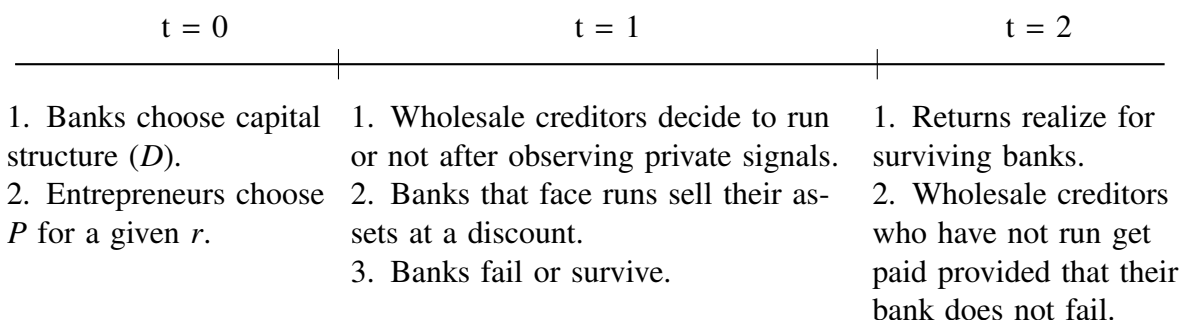 t = 0
t = 1
t = 2
1. Banks choose capital
structure (D).
2. Entrepreneurs choose
P for a given r.
1. Wholesale creditors decide to run
or not after observing private signals.
2. Banks that face runs sell their as-
sets at a discount.
3. Banks fail or survive.
1. Returns realize for
surviving banks.
2. Wholesale creditors
who have not run get
paid provided that their
bank does not fail.